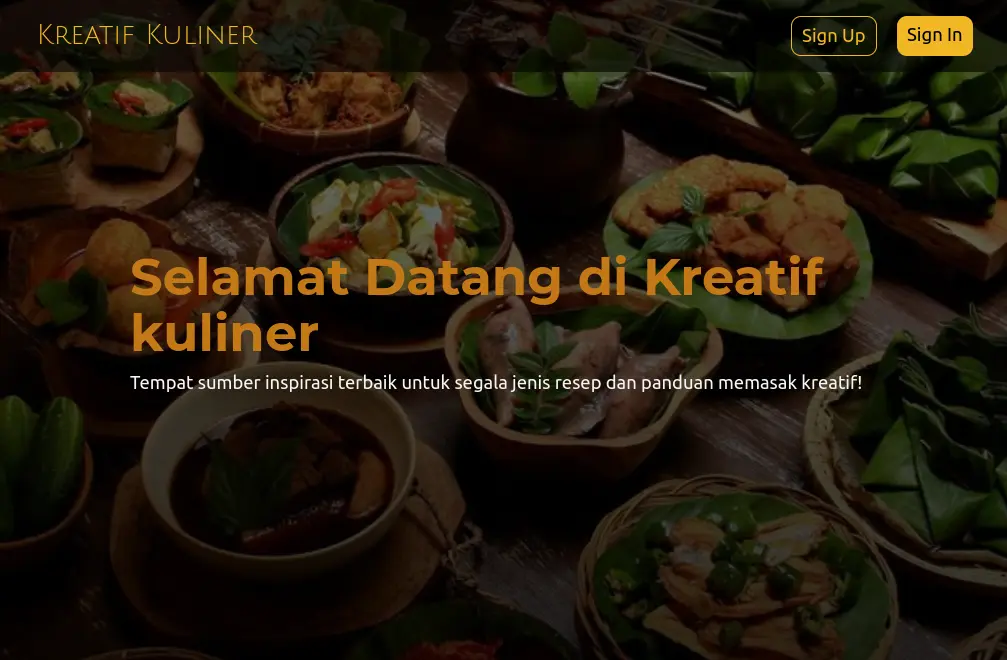 Kreatif Kuliner
Sign Up
Sign In
Selamat Datang di Kreatif
kuliner
Tempat sumber inspirasi terbaik untuk segala jenis resep dan panduan memasak kreatif!